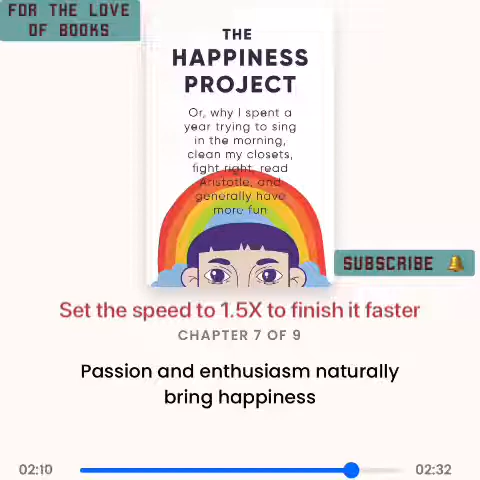 FOR THE LOVE
OF BOOKS
THE
HAPPINESS
PROJECT
Or, why I spent a
year trying to sing
in the morning,
clean my closets,
fight right, read
Aristotle, and
generally have
more fun
SUBSCRIBE
Set the speed to 1.5X to finish it faster
CHAPTER 7 OF 9
Passion and enthusiasm naturally
bring happiness
02:10
02:32